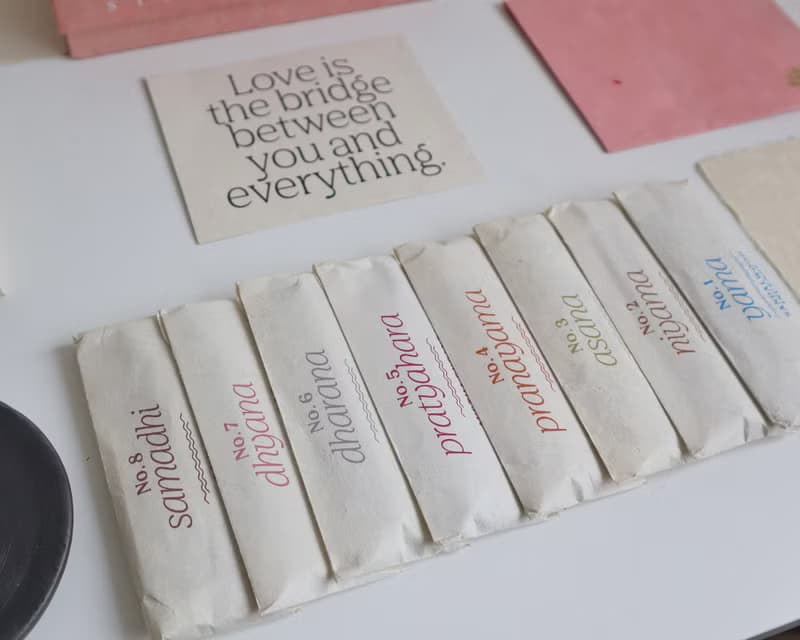 Love is
the bridge
between
you and
everything.
No.8
samadhi
No.7
dhyana
No.6
dharana
No.5
pratyahara
No.4
pranayama
No.3
asana
No.2
niyama
No.1
yama